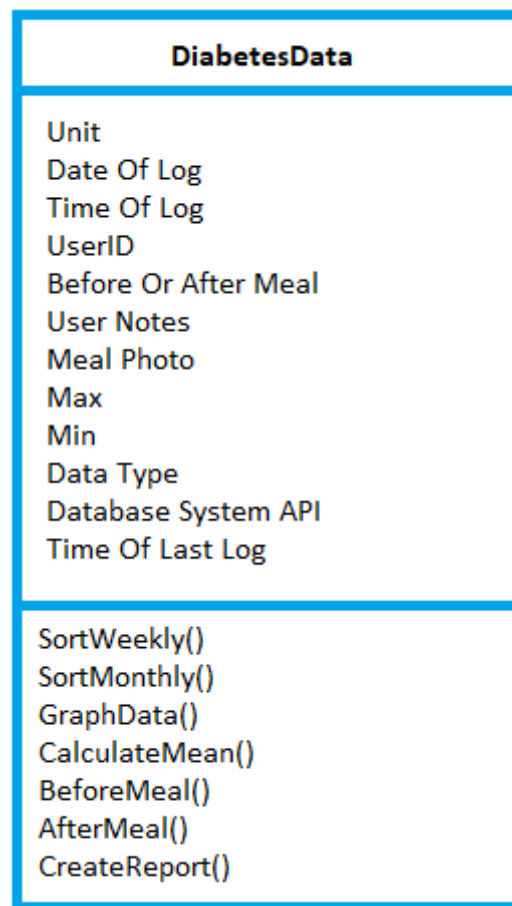 DiabetesData
Unit
Date Of Log
Time Of Log
UserID
Before Or After Meal
User Notes
Meal Photo
Max
Min
Data Type
Database System API
Time Of Last Log
SortWeekly()
SortMonthly()
GraphData()
CalculateMean()
BeforeMeal()
AfterMeal()
CreateReport()